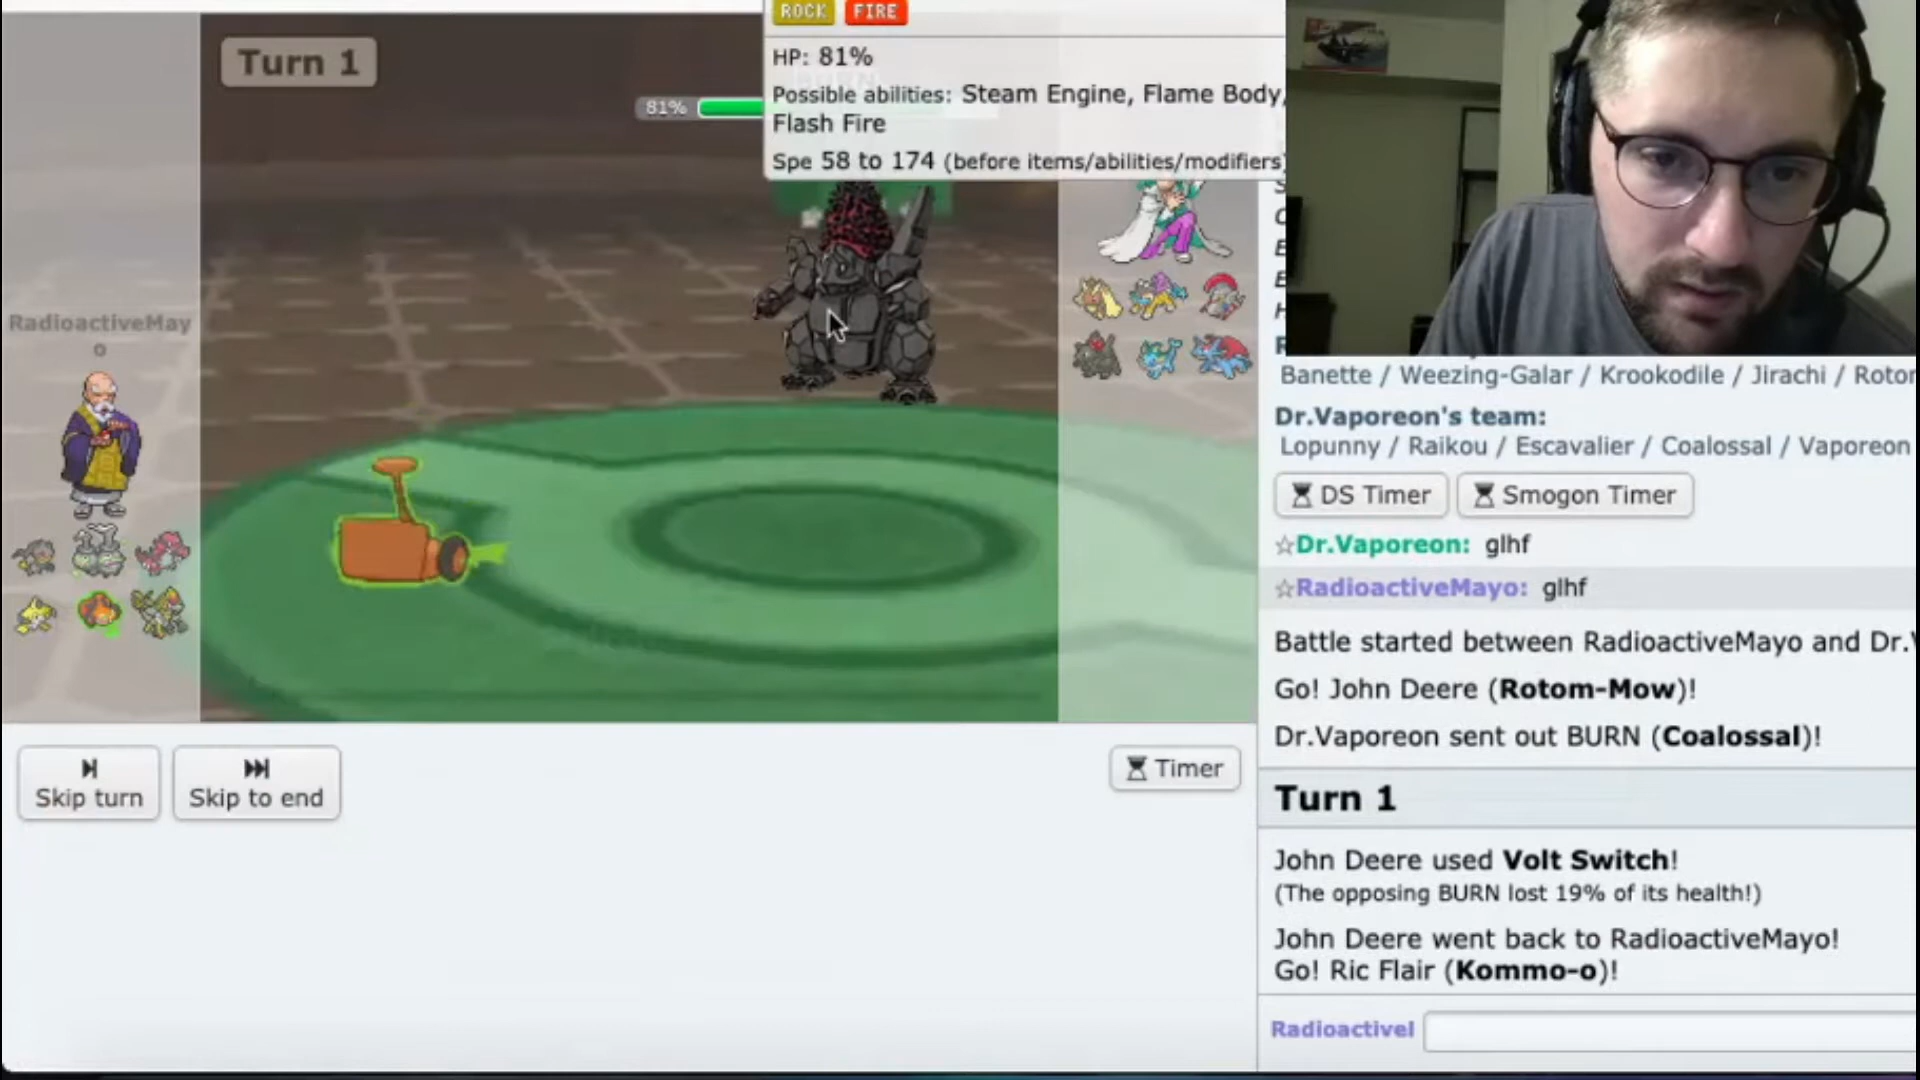 Turn 1
ROCK FIRE
HP: 81%
Possible abilities: Steam Engine, Flame Body,
Flash Fire
Spe 58 to 174 (before items/abilities/modifiers)
81%
RadioactiveMay
o
Banette / Weezing-Galar / Krookodile / Jirachi / Rotor
Dr.Vaporeon's team:
Lopunny / Raikou / Escavalier / Coalossal / Vaporeon
DS Timer
Smogon Timer
☆Dr.Vaporeon: glhf
☆RadioactiveMayo: glhf
Battle started between RadioactiveMayo and Dr.
Go! John Deere (Rotom-Mow)!
Dr.Vaporeon sent out BURN (Coalossal)!
Turn 1
John Deere used Volt Switch!
(The opposing BURN lost 19% of its health!)
John Deere went back to RadioactiveMayo!
Go! Ric Flair (Kommo-o)!
Skip turn
Skip to end
Timer
Radioactivel